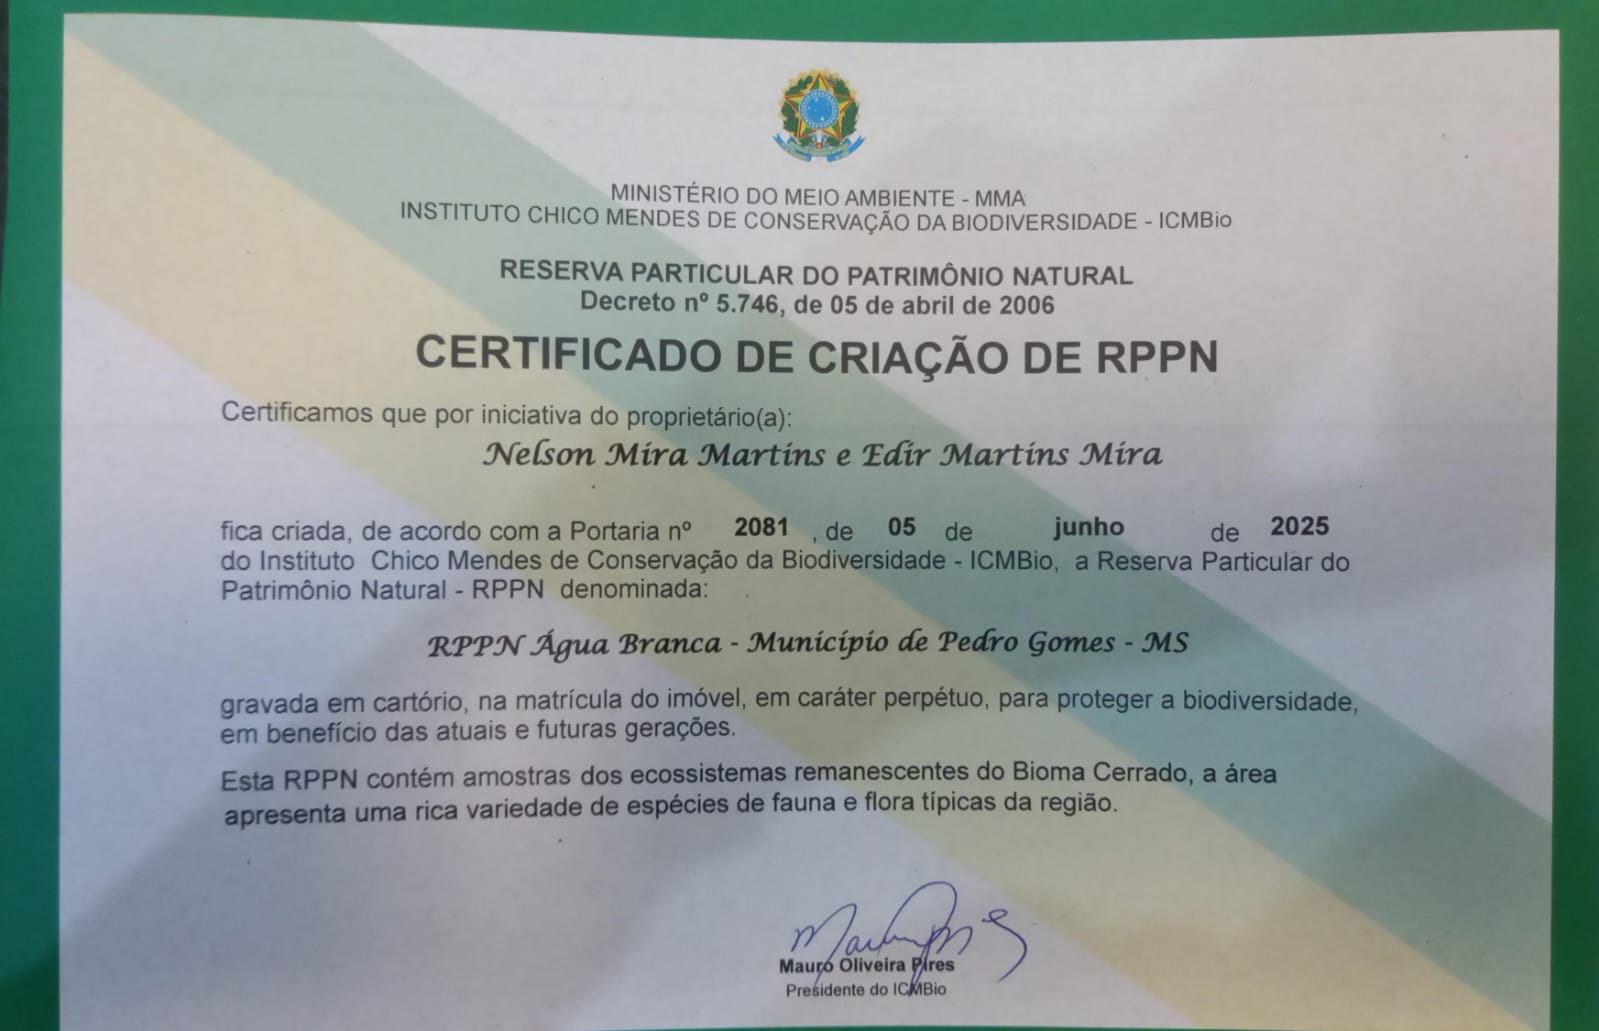 MINISTÉRIO DO MEIO AMBIENTE - MMA
INSTITUTO CHICO MENDES DE CONSERVAÇÃO DA BIODIVERSIDADE - ICMBio
RESERVA PARTICULAR DO PATRIMÔNIO NATURAL
Decreto nº 5.746, de 05 de abril de 2006
CERTIFICADO DE CRIAÇÃO DE RPPN
Certificamos que por iniciativa do proprietário(a):
Nelson Mira Martins e Edir Martins Mira
fica criada, de acordo com a Portaria nº 2081 , de 05 de junho de 2025
do Instituto Chico Mendes de Conservação da Biodiversidade - ICMBio, a Reserva Particular do
Patrimônio Natural - RPPN denominada:
RPPN Água Branca - Município de Pedro Gomes - MS
gravada em cartório, na matrícula do imóvel, em caráter perpétuo, para proteger a biodiversidade,
em benefício das atuais e futuras gerações.
Esta RPPN contém amostras dos ecossistemas remanescentes do Bioma Cerrado, a área
apresenta uma rica variedade de espécies de fauna e flora típicas da região.
Mauro Oliveira Pires
Presidente do ICMBio